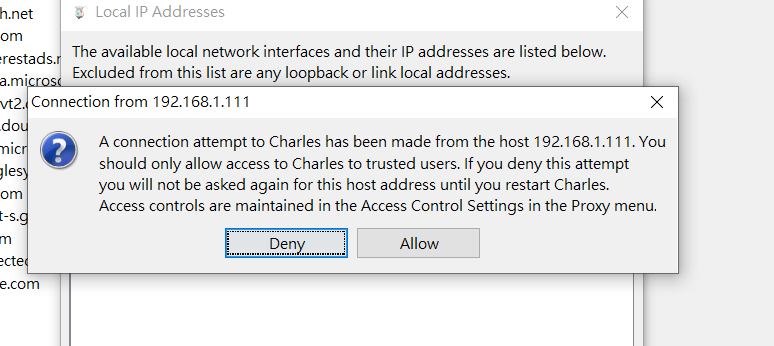 h.net
Local IP Addresses
om
The available local network interfaces and their IP addresses are listed below.
erestads.r
Excluded from this list are any loopback or link local addresses.
a.microso
Connection from 192.168.1.111
vt2.
.dou
A connection attempt to Charles has been made from the host 192.168.1.111. You
.micr
should only allow access to Charles to trusted users. If you deny this attempt
glesy
you will not be asked again for this host address until you restart Charles.
om
Access controls are maintained in the Access Control Settings in the Proxy menu.
t-s.g
m
Deny
Allow
ected
e.com